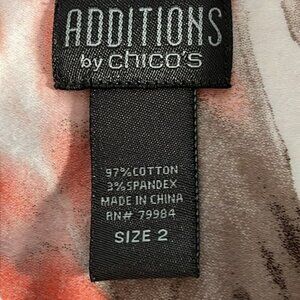 ADDITIONS
by chico's
97% COTTON
3% SPANDEX
MADE IN CHINA
RN# 79984
SIZE 2